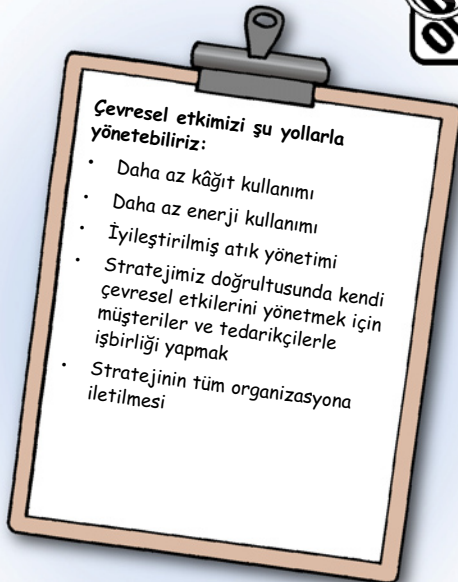 Çevresel etkimizi şu yollarla
yönetebiliriz:
· Daha az kâğıt kullanımı
· Daha az enerji kullanımı
· İyileştirilmiş atık yönetimi
· Stratejimiz doğrultusunda kendi
çevresel etkilerini yönetmek için
müşteriler ve tedarikçilerle
işbirliği yapmak
· Stratejinin tüm organizasyona
iletilmesi